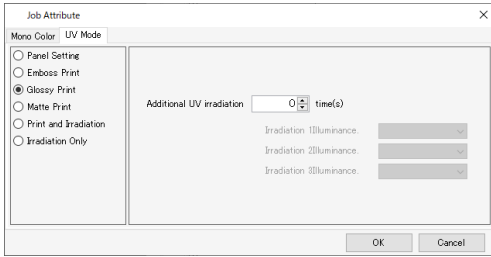 Job Attribute
Mono Color UV Mode
Panel Setting
Emboss Print
Glossy Print
Matte Print
Print and Irradiation
Irradiation Only
Additional UV irradiation 0 time(s)
Irradiation 1Illuminance.
Irradiation 2Illuminance.
Irradiation 3Illuminance.
OK Cancel